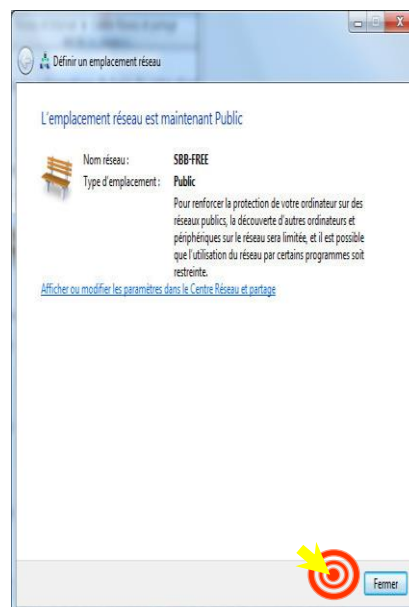 Définir un emplacement réseau
L'emplacement réseau est maintenant Public
Nom réseau : SBB-FREE
Type d'emplacement : Public
Pour renforcer la protection de votre ordinateur sur des
réseaux publics, la découverte d'autres ordinateurs et
périphériques sur le réseau sera limitée, et il est possible
que l'utilisation du réseau par certains programmes soit
restreinte.
Afficher ou modifier les paramètres dans le Centre Réseau et partage
Fermer